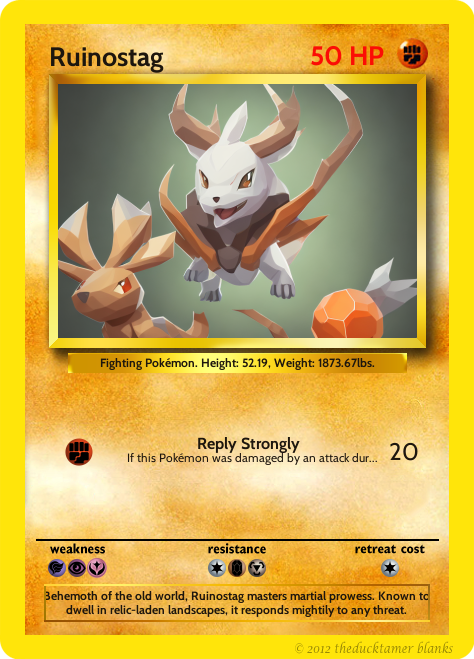 Ruinostag
50 HP
Fighting Pokémon. Height: 52.19, Weight: 1873.67lbs.
Reply Strongly
If this Pokémon was damaged by an attack dur...
20
weakness
resistance
retreat cost
Behemoth of the old world, Ruinostag masters martial prowess. Known to
dwell in relic-laden landscapes, it responds mightily to any threat.
© 2012 theducktamer blanks